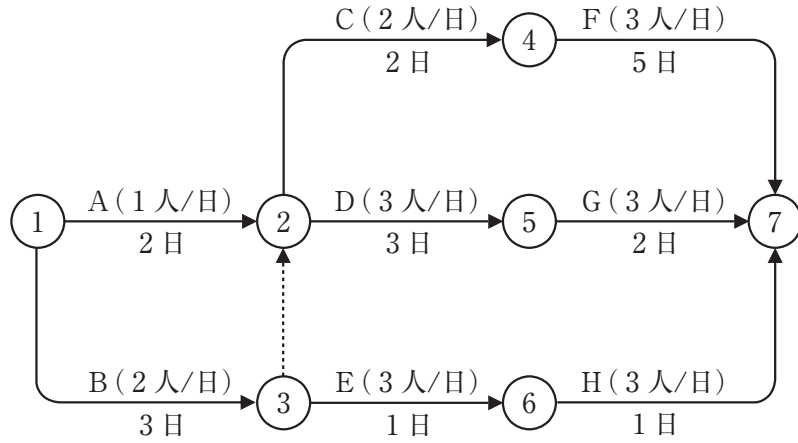 C(2人/日)
2日
④
F(3人/日)
5日
①
A(1人/日)
2日
②
D(3人/日)
3日
⑤
G(3人/日)
2日
⑦
B(2人/日)
3日
③
E(3人/日)
1日
⑥
H(3人/日)
1日